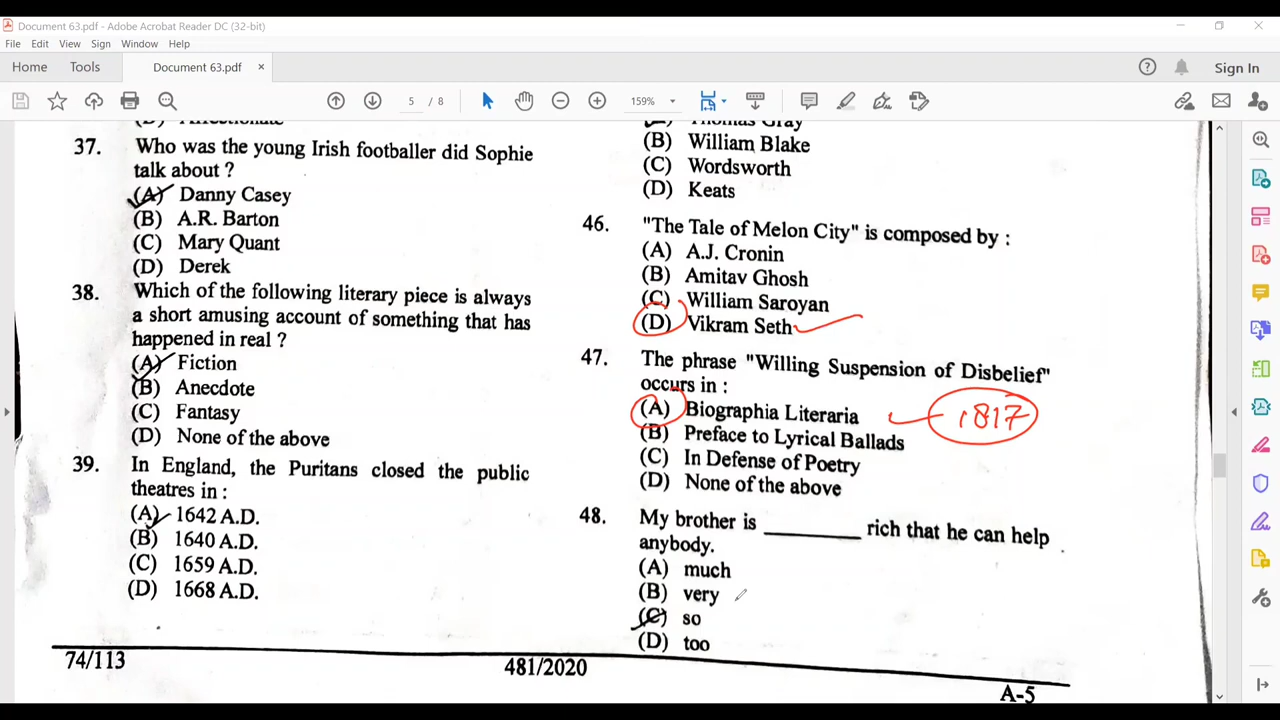 Document 63.pdf - Adobe Acrobat Reader DC (32-bit)
File Edit View Sign Window Help
Home Tools Document 63.pdf × Sign In
5 / 8 159%
37. Who was the young Irish footballer did Sophie
talk about ?
(A) Danny Casey
(B) A.R. Barton
(C) Mary Quant
(D) Derek
38. Which of the following literary piece is always
a short amusing account of something that has
happened in real ?
(A) Fiction
(B) Anecdote
(C) Fantasy
(D) None of the above
39. In England, the Puritans closed the public
theatres in :
(A) 1642 A.D.
(B) 1640 A.D.
(C) 1659 A.D.
(D) 1668 A.D.
Thomas Gray
(B) William Blake
(C) Wordsworth
(D) Keats
46. "The Tale of Melon City" is composed by :
(A) A.J. Cronin
(B) Amitav Ghosh
(C) William Saroyan
(D) Vikram Seth
47. The phrase "Willing Suspension of Disbelief"
occurs in :
(A) Biographia Literaria 1817
(B) Preface to Lyrical Ballads
(C) In Defense of Poetry
(D) None of the above
48. My brother is ________ rich that he can help
anybody.
(A) much
(B) very
(C) so
(D) too
74/113 481/2020 A-5